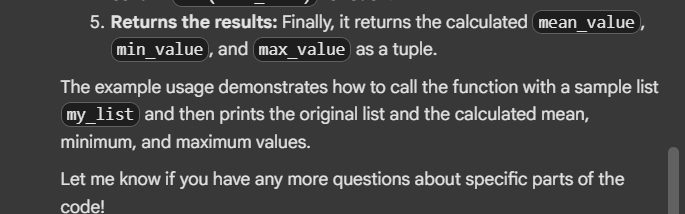 5. Returns the results: Finally, it returns the calculated mean_value,
min_value, and max_value as a tuple.
The example usage demonstrates how to call the function with a sample list
my_list and then prints the original list and the calculated mean,
minimum, and maximum values.
Let me know if you have any more questions about specific parts of the
code!